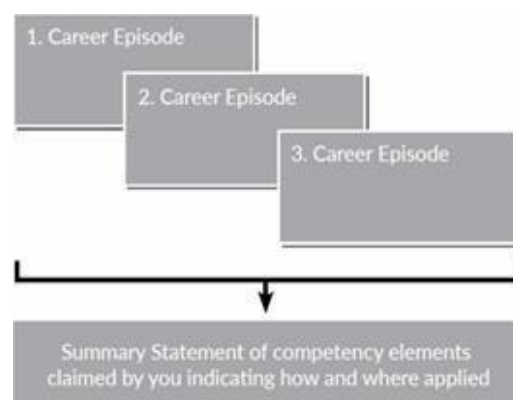 1. Career Episode
2. Career Episode
3. Career Episode
Summary Statement of competency elements
claimed by you indicating how and where applied